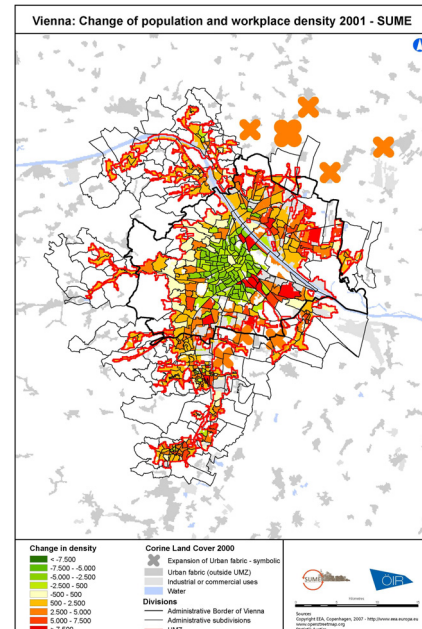 Vienna: Change of population and workplace density 2001 - SUME
Change in density
< -7.500
-7.500 - -5.000
-5.000 - -2.500
-2.500 - 500
-500 - 500
500 - 2.500
2.500 - 5.000
5.000 - 7.500
> 7.500
Corine Land Cover 2000
Expansion of Urban fabric - symbolic
Urban fabric (outside UMZ)
Industrial or commercial uses
Water
Divisions
Administrative Border of Vienna
Administrative subdivisions
UMZ
SUME
ÖIR
Sources
Copyright EEA, Copenhagen, 2007 - http://www.eea.europa.eu
www.openstreetmap.org